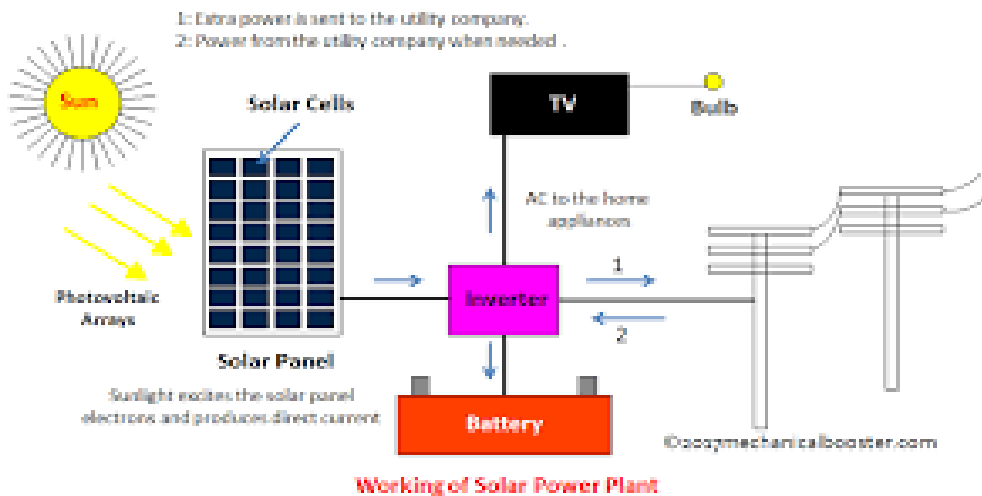 1: Extra power is sent to the utility company.
2: Power from the utility company when needed .
Sun
Solar Cells
TV
Bulb
AC to the home
appliances
1
Inverter
2
Photovoltaic
Arrays
Solar Panel
Sunlight excites the solar panel
electrons and produces direct current
Battery
©2017mechanicalbooster.com
Working of Solar Power Plant